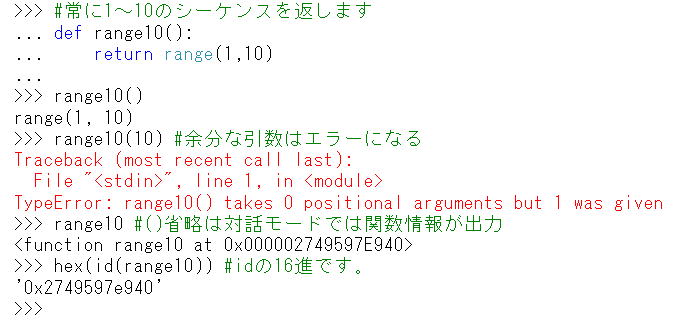 >>> #常に1～10のシーケンスを返します
... def range10():
...     return range(1,10)
...
>>> range10()
range(1, 10)
>>> range10(10) #余分な引数はエラーになる
Traceback (most recent call last):
  File "<stdin>", line 1, in <module>
TypeError: range10() takes 0 positional arguments but 1 was given
>>> range10 #()省略は対話モードでは関数情報が出力
<function range10 at 0x000002749597E940>
>>> hex(id(range10)) #idの16進です。
'0x2749597e940'
>>>